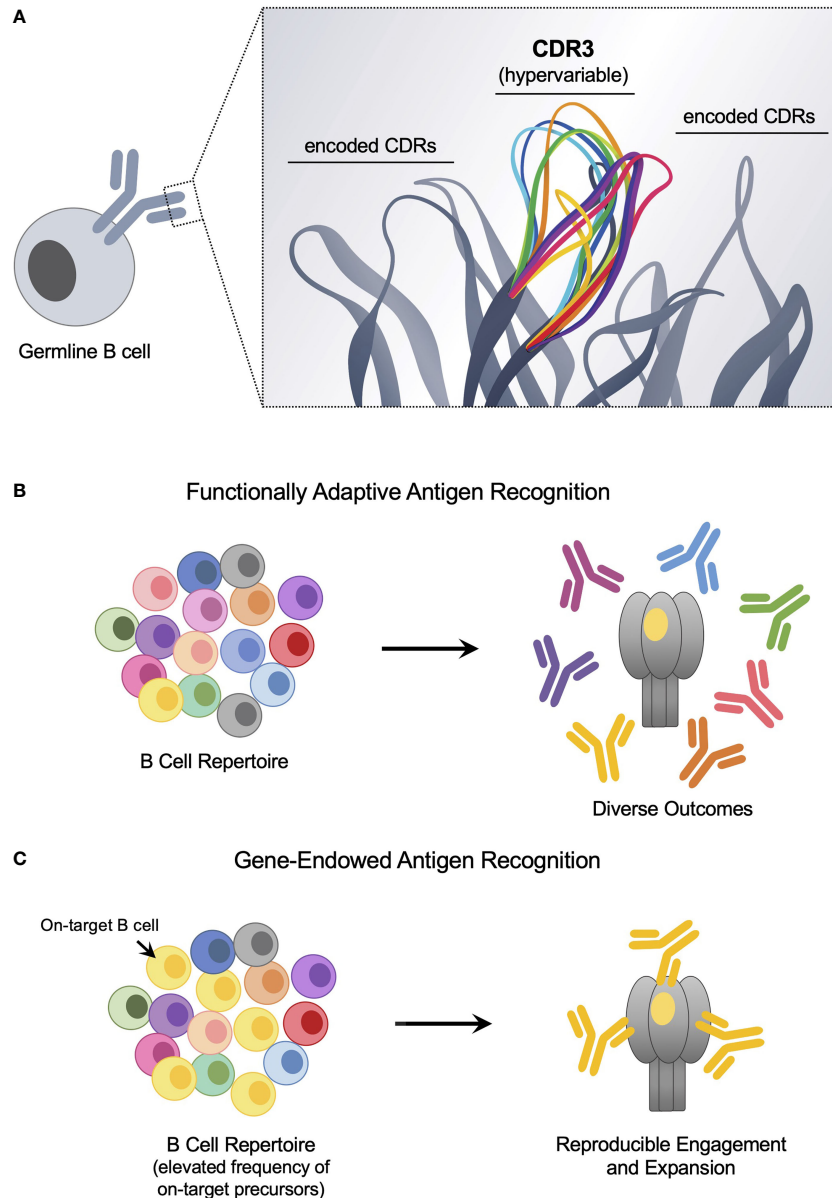 A
CDR3
(hypervariable)
encoded CDRs
encoded CDRs
Germline B cell
B
Functionally Adaptive Antigen Recognition
B Cell Repertoire
Diverse Outcomes
C
Gene-Endowed Antigen Recognition
On-target B cell
B Cell Repertoire
(elevated frequency of
on-target precursors)
Reproducible Engagement
and Expansion